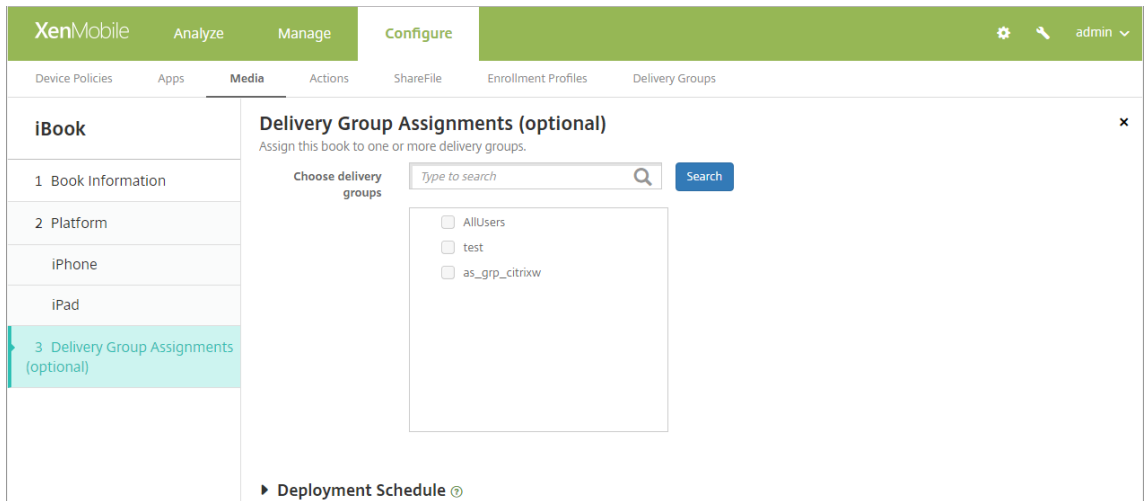 XenMobile Analyze Manage Configure admin
Device Policies Apps Media Actions ShareFile Enrollment Profiles Delivery Groups
iBook
1 Book Information
2 Platform
iPhone
iPad
3 Delivery Group Assignments
(optional)
Delivery Group Assignments (optional)
×
Assign this book to one or more delivery groups.
Choose delivery
groups
Type to search
Search
AllUsers
test
as_grp_citrixw
Deployment Schedule ?